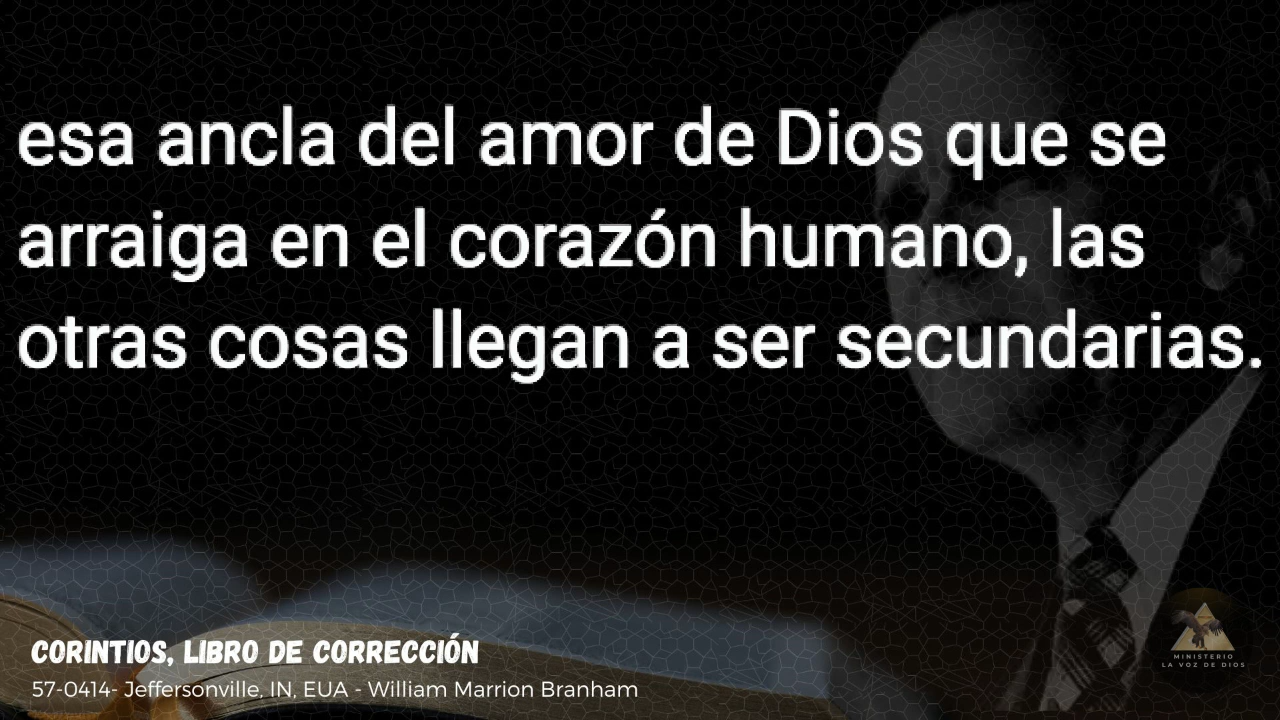 esa ancla del amor de Dios que se
arraiga en el corazón humano, las
otras cosas llegan a ser secundarias.
CORINTIOS, LIBRO DE CORRECCIÓN
57-0414- Jeffersonville, IN, EUA - William Marrion Branham
MINISTERIO
LA VOZ DE DIOS